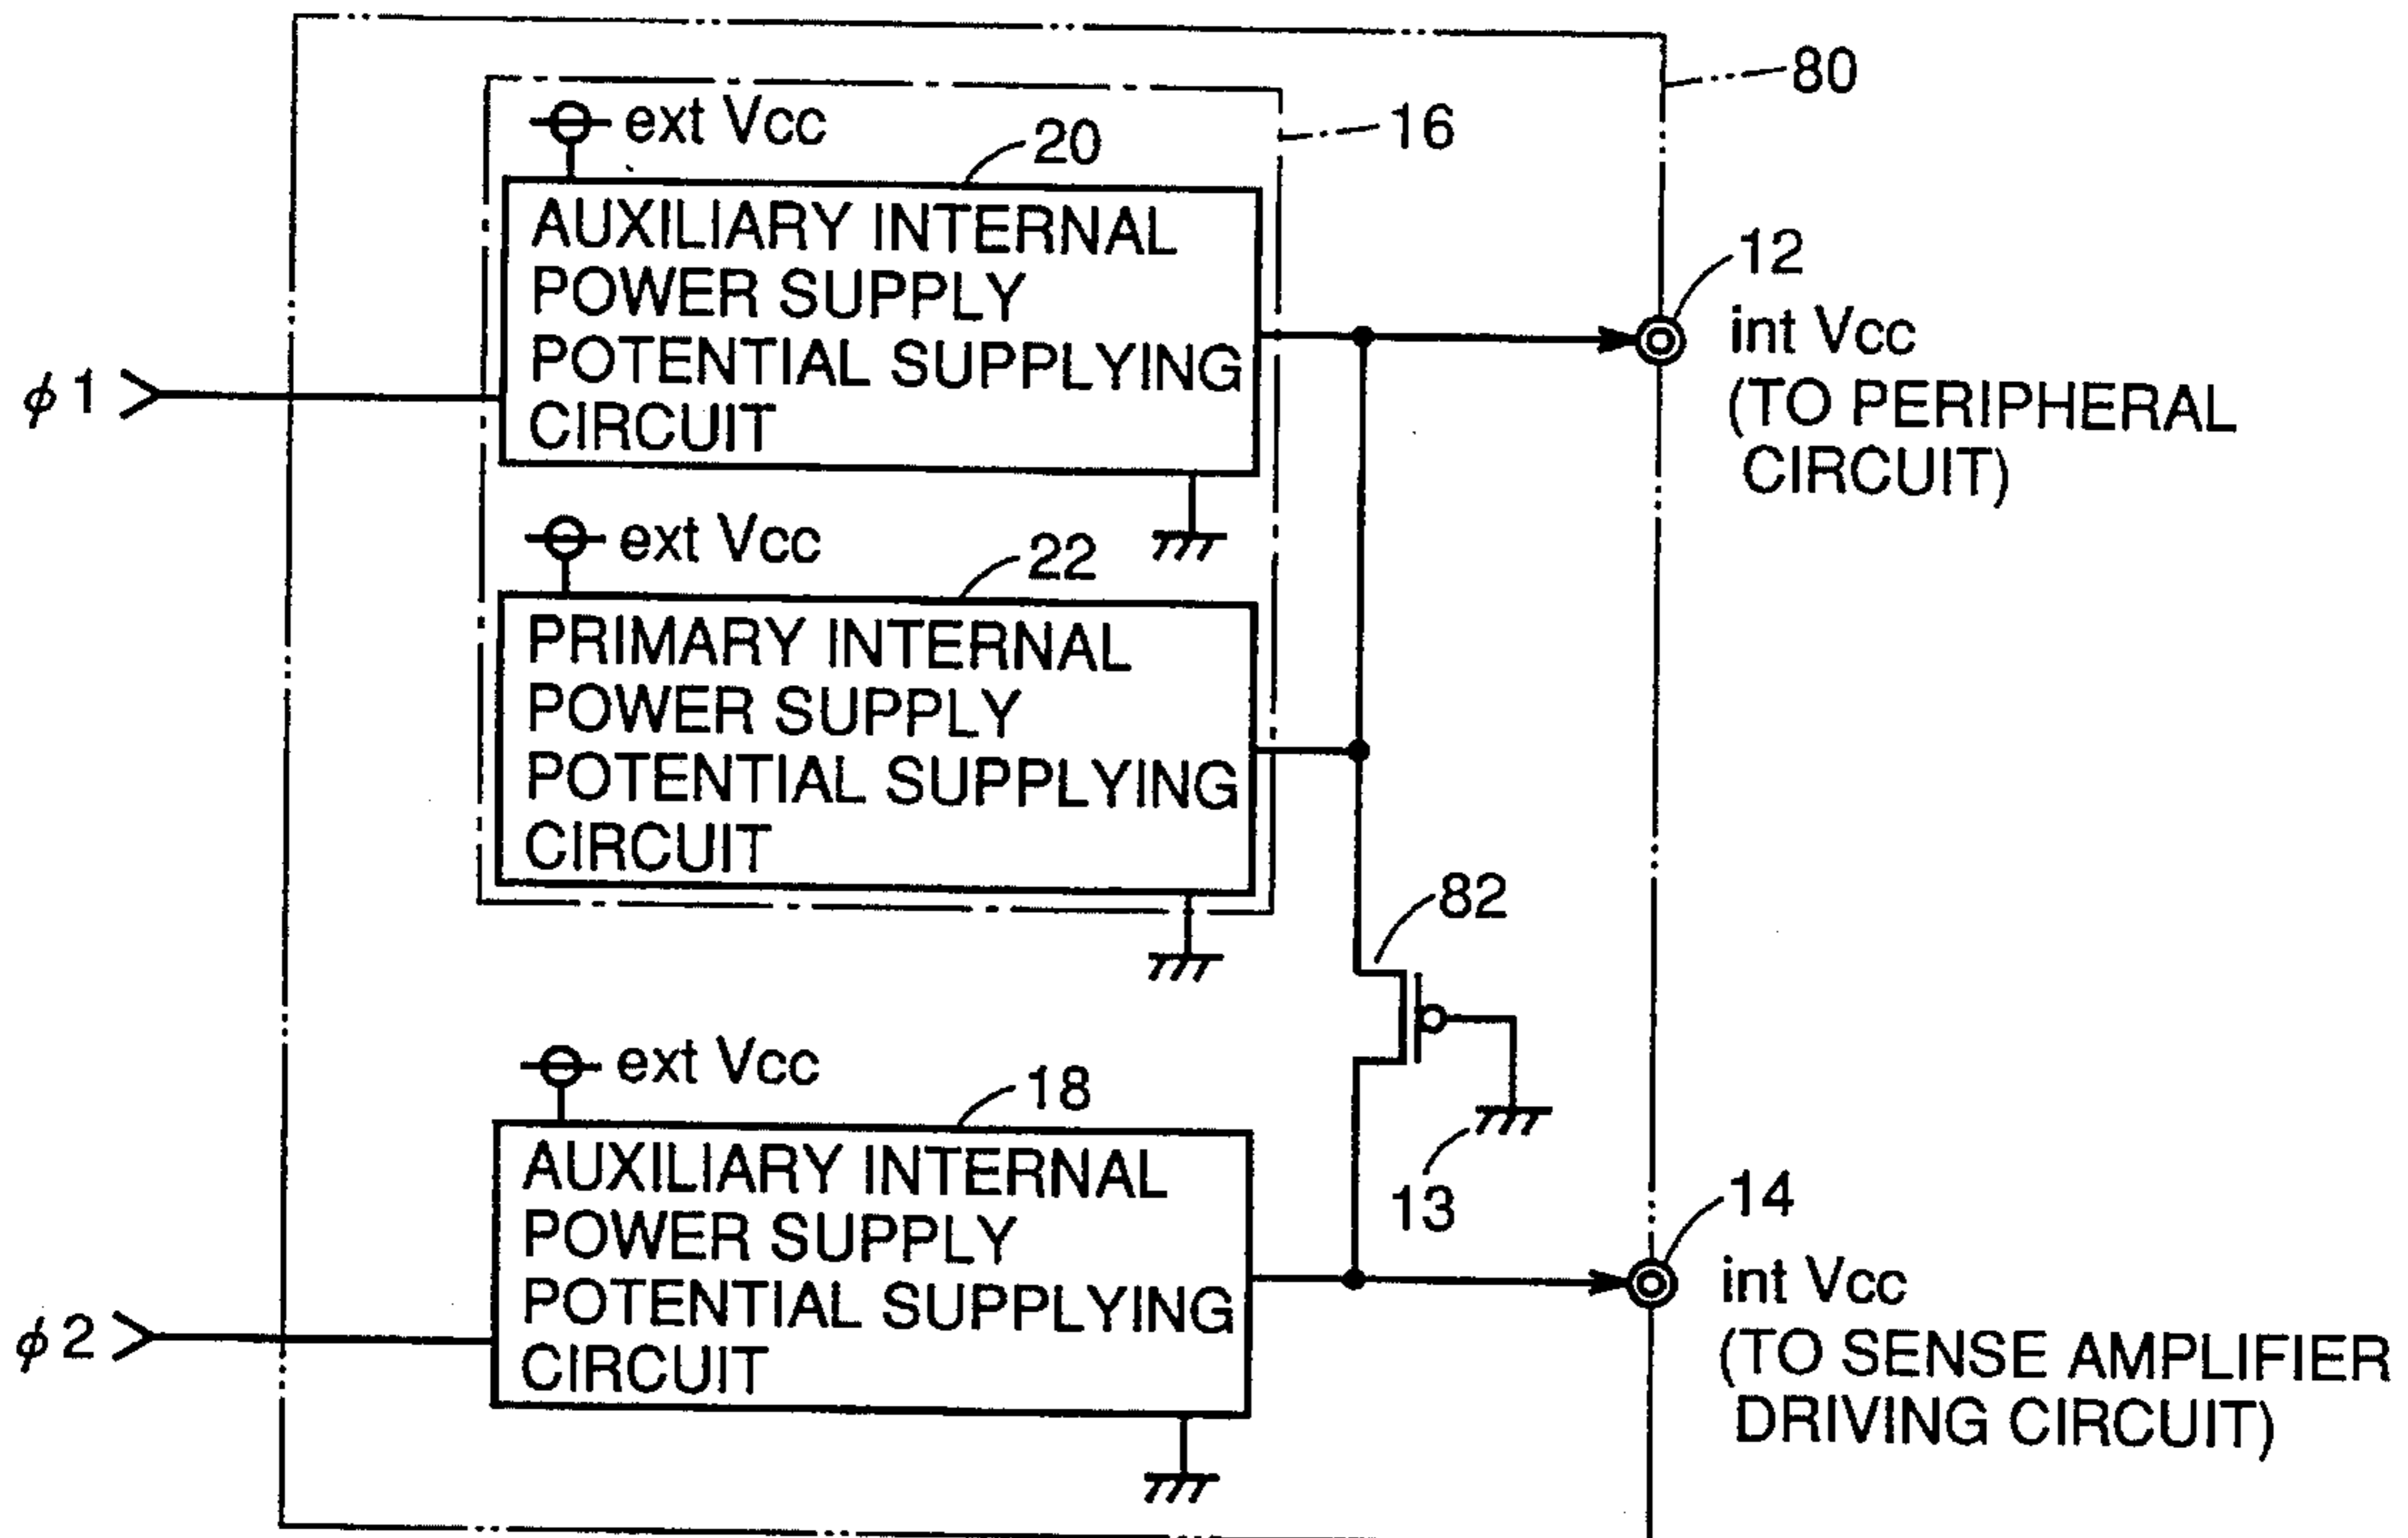 80
ext Vcc
16
20
AUXILIARY INTERNAL
POWER SUPPLY
POTENTIAL SUPPLYING
CIRCUIT
12
int Vcc
(TO PERIPHERAL
CIRCUIT)
ϕ1
ext Vcc
22
PRIMARY INTERNAL
POWER SUPPLY
POTENTIAL SUPPLYING
CIRCUIT
82
13
ext Vcc
18
AUXILIARY INTERNAL
POWER SUPPLY
POTENTIAL SUPPLYING
CIRCUIT
14
int Vcc
(TO SENSE AMPLIFIER
DRIVING CIRCUIT)
ϕ2